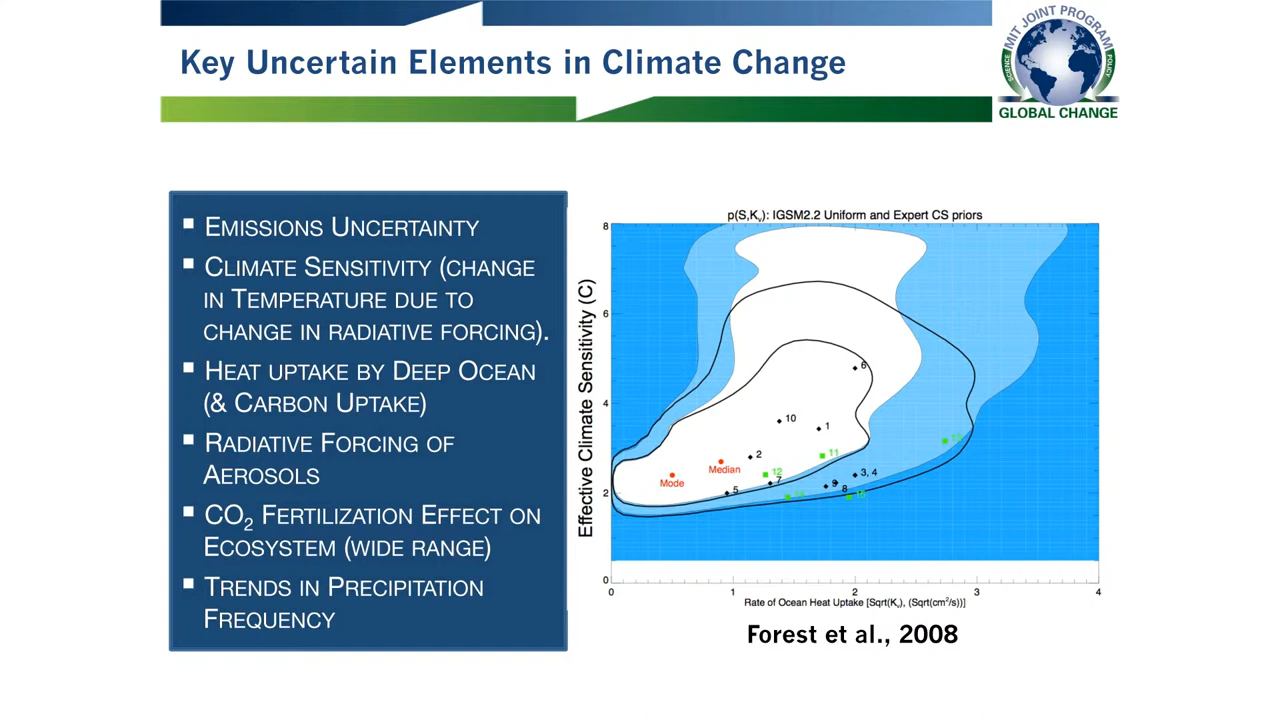 Key Uncertain Elements in Climate Change
MIT JOINT PROGRAM
SCIENCE
POLICY
GLOBAL CHANGE
▪ EMISSIONS UNCERTAINTY
▪ CLIMATE SENSITIVITY (CHANGE
IN TEMPERATURE DUE TO
CHANGE IN RADIATIVE FORCING).
▪ HEAT UPTAKE BY DEEP OCEAN
(& CARBON UPTAKE)
▪ RADIATIVE FORCING OF
AEROSOLS
▪ CO2 FERTILIZATION EFFECT ON
ECOSYSTEM (WIDE RANGE)
▪ TRENDS IN PRECIPITATION
FREQUENCY
p(S,Kv): IGSM2.2 Uniform and Expert CS priors
Effective Climate Sensitivity (C)
8
6
4
2
0
6
10
1
11
2
Median
Mode
12
7
3, 4
5
8
0 1 2 3 4
Rate of Ocean Heat Uptake [Sqrt(Kv), (Sqrt(cm2/s))]
Forest et al., 2008